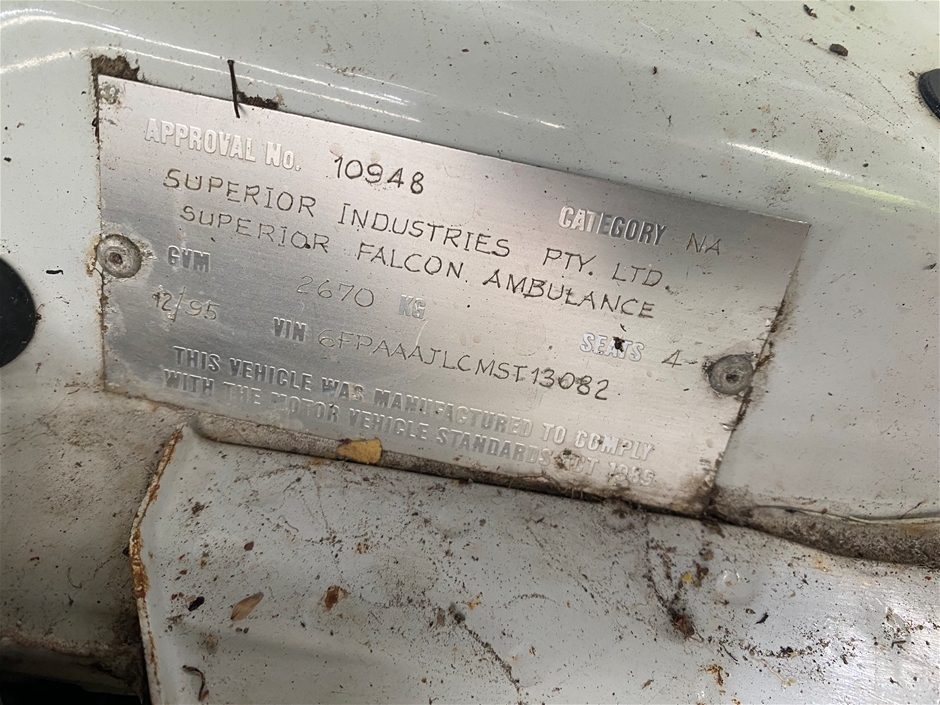 APPROVAL No. 10948 CATEGORY NA
SUPERIOR INDUSTRIES PTY. LTD.
SUPERIOR FALCON AMBULANCE
GVM 2670 KG SEATS 4
12/95 VIN 6FPAAAJLCMST13082
THIS VEHICLE WAS MANUFACTURED TO COMPLY
WITH THE MOTOR VEHICLE STANDARDS ACT 1989